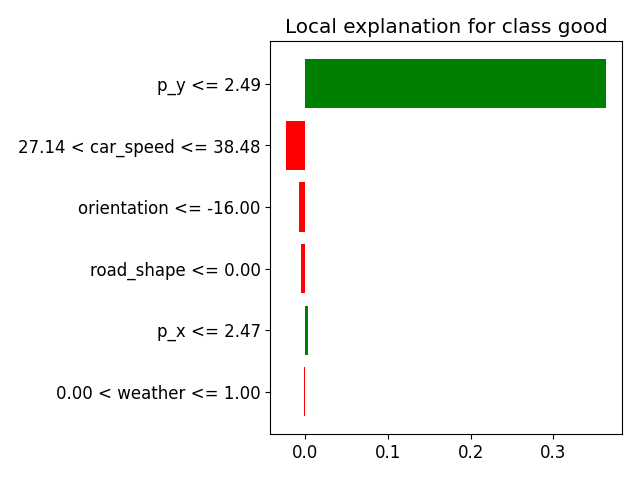 Local explanation for class good
p_y <= 2.49
27.14 < car_speed <= 38.48
orientation <= -16.00
road_shape <= 0.00
p_x <= 2.47
0.00 < weather <= 1.00
0.0 0.1 0.2 0.3